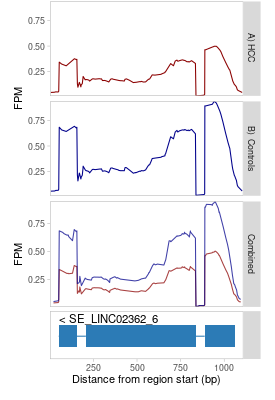 0.75
0.50
0.25
A) HCC
FPM
0.75
0.50
0.25
B) Controls
0.75
0.50
0.25
Combined
FPM
< SE_LINC02362_6
250
500
750
1000
Distance from region start (bp)